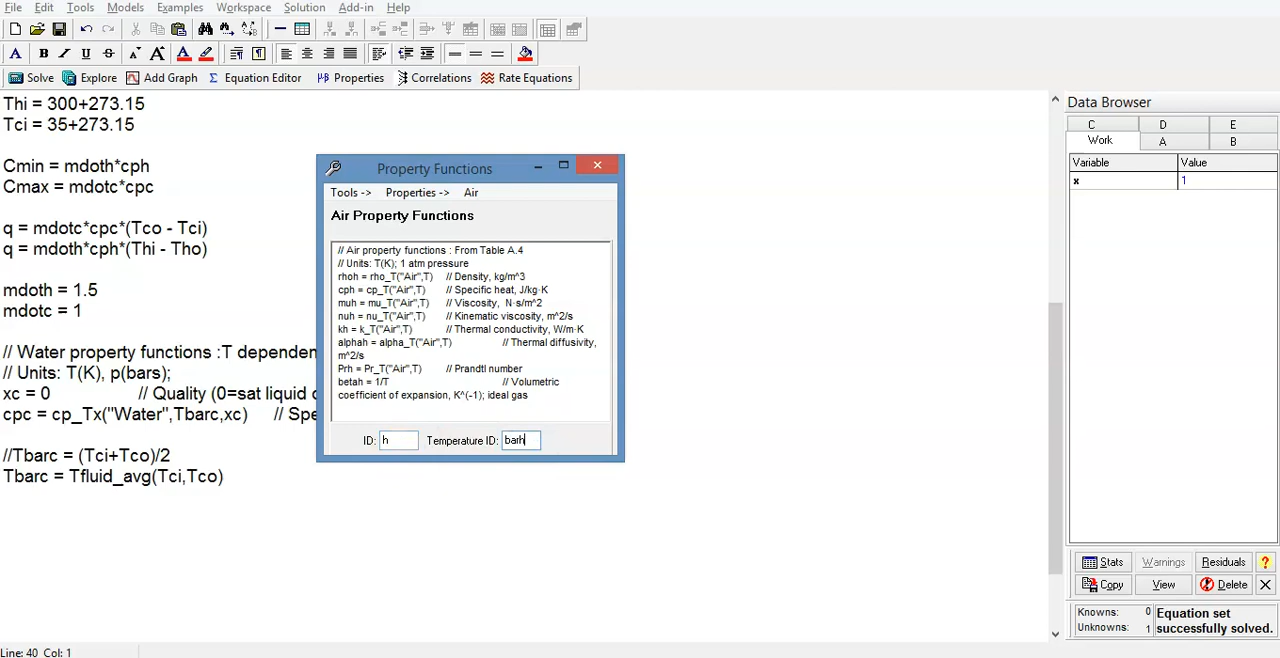 File Edit Tools Models Examples Workspace Solution Add-in Help
Solve Explore Add Graph Σ Equation Editor Properties Correlations Rate Equations
Thi = 300+273.15
Tci = 35+273.15
Cmin = mdoth*cph
Cmax = mdotc*cpc
q = mdotc*cpc*(Tco - Tci)
q = mdoth*cph*(Thi - Tho)
mdoth = 1.5
mdotc = 1
// Water property functions :T dependen
// Units: T(K), p(bars);
xc = 0 // Quality (0=sat liquid
cpc = cp_Tx("Water",Tbarc,xc) // Spe
//Tbarc = (Tci+Tco)/2
Tbarc = Tfluid_avg(Tci,Tco)
Property Functions
Tools -> Properties -> Air
Air Property Functions
// Air property functions : From Table A.4
// Units: T(K); 1 atm pressure
rhoh = rho_T("Air",T) // Density, kg/m^3
cph = cp_T("Air",T) // Specific heat, J/kg·K
muh = mu_T("Air",T) // Viscosity, N·s/m^2
nuh = nu_T("Air",T) // Kinematic viscosity, m^2/s
kh = k_T("Air",T) // Thermal conductivity, W/m·K
alphah = alpha_T("Air",T) // Thermal diffusivity,
m^2/s
Prh = Pr_T("Air",T) // Prandtl number
betah = 1/T // Volumetric
coefficient of expansion, K^(-1); ideal gas
ID: h Temperature ID: barh
Data Browser
C D E
Work A B
Variable Value
x 1
Stats Warnings Residuals ?
Copy View Delete
Knowns: 0
Unknowns: 1
Equation set
successfully solved.
Line: 40 Col: 1